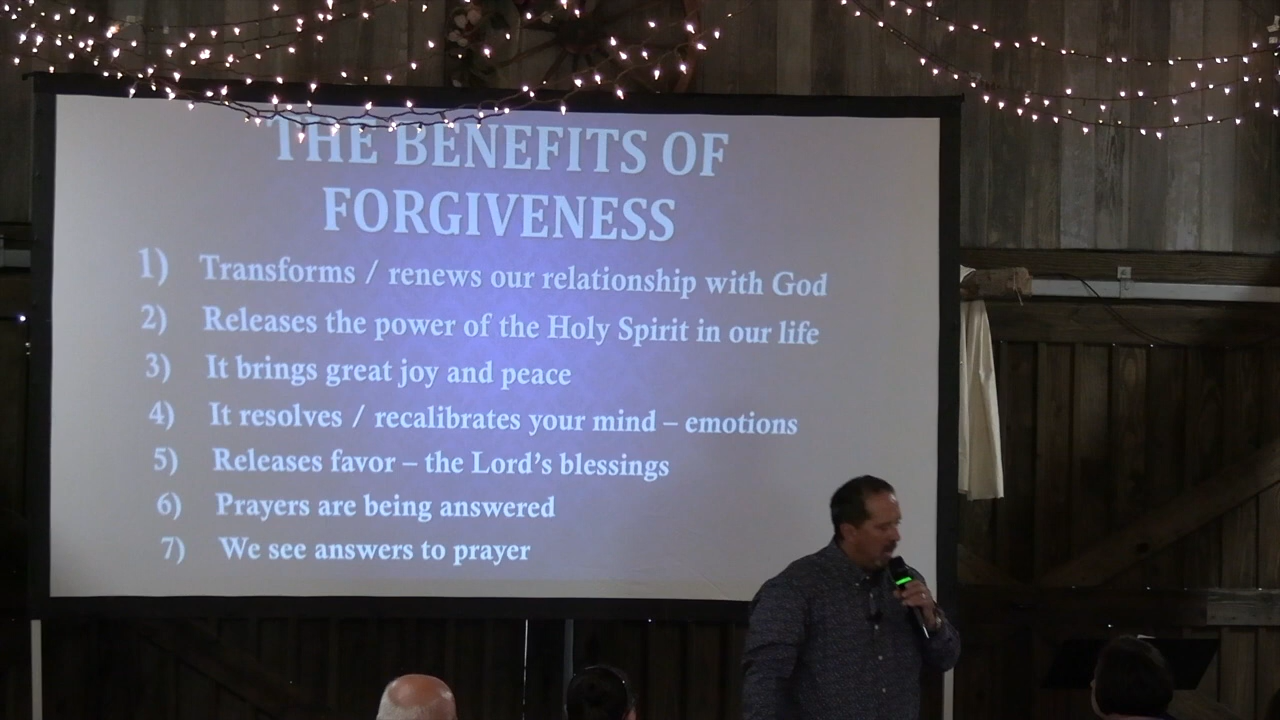 THE BENEFITS OF
FORGIVENESS
1) Transforms / renews our relationship with God
2) Releases the power of the Holy Spirit in our life
3) It brings great joy and peace
4) It resolves / recalibrates your mind – emotions
5) Releases favor – the Lord's blessings
6) Prayers are being answered
7) We see answers to prayer